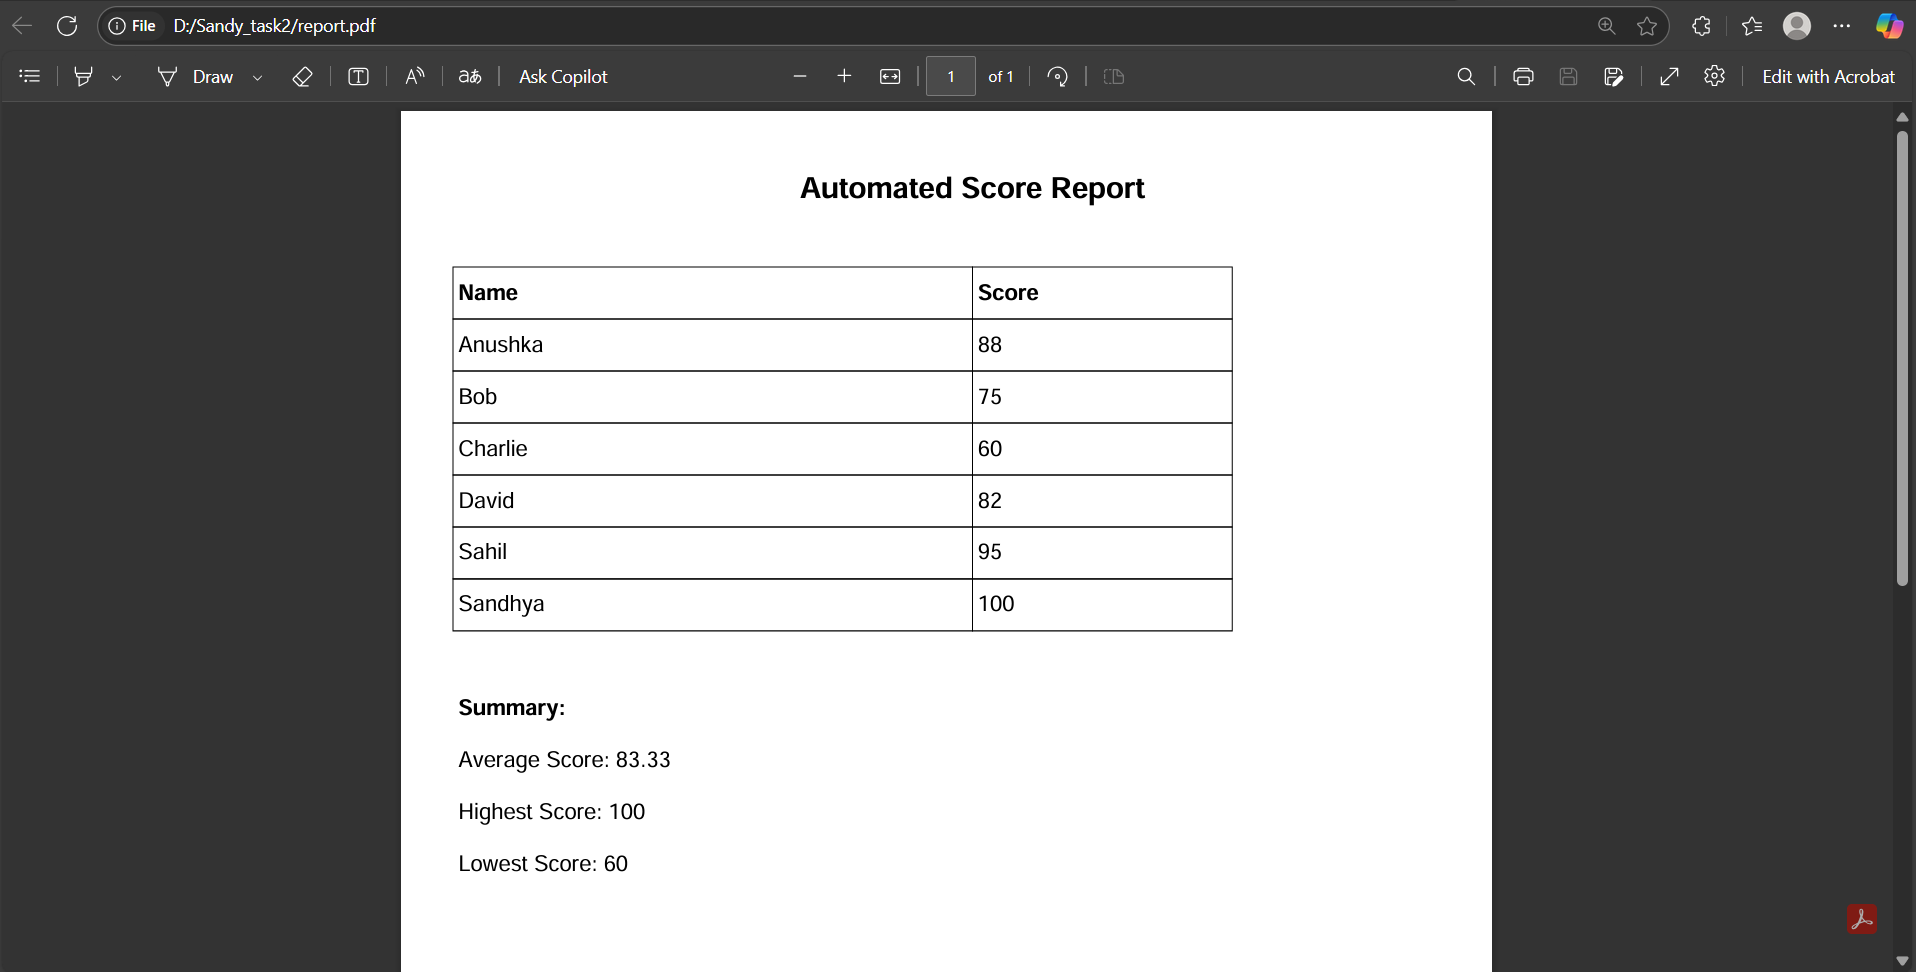 File D:/Sandy_task2/report.pdf
Draw A aあ Ask Copilot 1 of 1 Edit with Acrobat
Automated Score Report
Name Score
Anushka 88
Bob 75
Charlie 60
David 82
Sahil 95
Sandhya 100
Summary:
Average Score: 83.33
Highest Score: 100
Lowest Score: 60